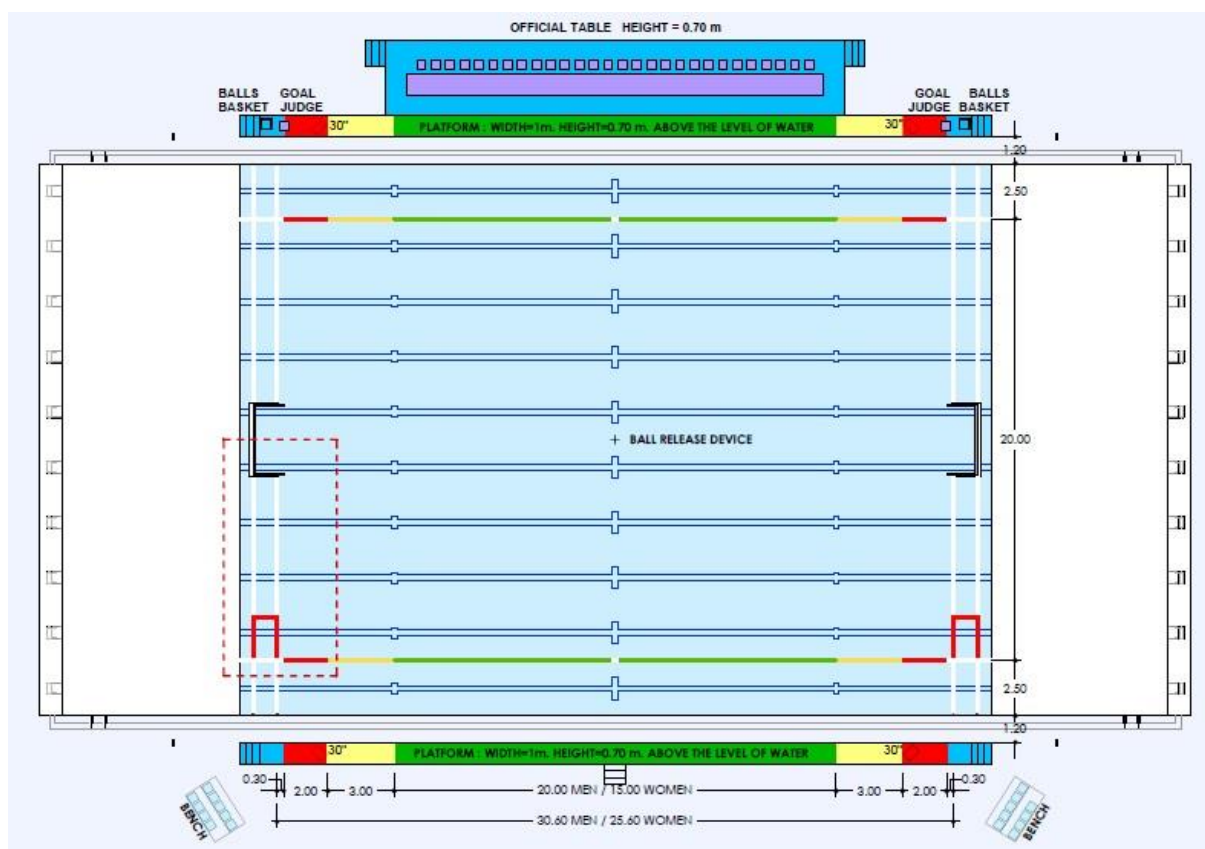 OFFICIAL TABLE HEIGHT = 0.70 m
BALLS GOAL
BASKET JUDGE
GOAL BALLS
JUDGE BASKET
30"
PLATFORM : WIDTH=1m. HEIGHT=0.70 m. ABOVE THE LEVEL OF WATER
30"
1.20
2.50
BALL RELEASE DEVICE
20.00
2.50
1.20
30"
PLATFORM : WIDTH=1m. HEIGHT=0.70 m. ABOVE THE LEVEL OF WATER
30"
0.30
2.00
3.00
20.00 MEN / 15.00 WOMEN
3.00
2.00
0.30
BENCH
30.60 MEN / 25.60 WOMEN
BENCH